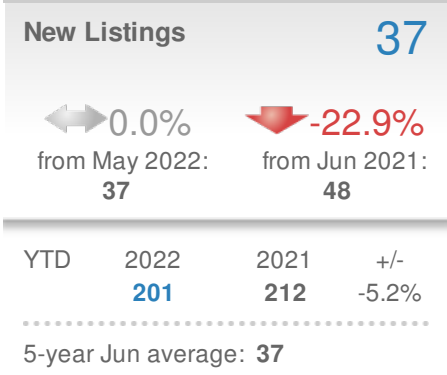 New Listings 37
0.0% -22.9%
from May 2022: from Jun 2021:
37 48
YTD 2022 2021 +/-
201 212 -5.2%
5-year Jun average: 37